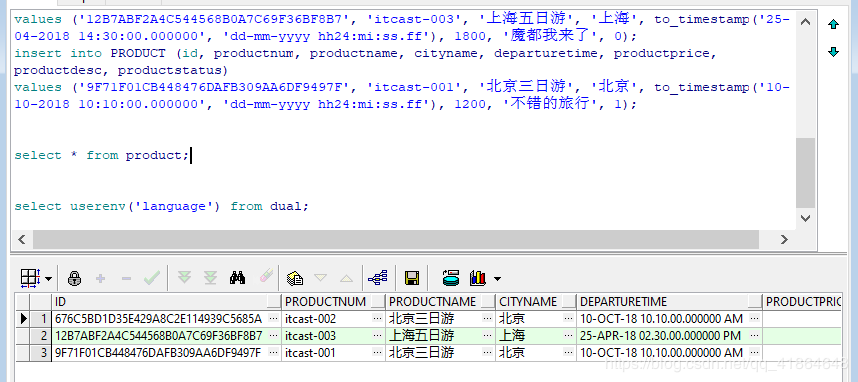 values ('12B7ABF2A4C544568B0A7C69F36BF8B7', 'itcast-003', '上海五日游', '上海', to_timestamp('25-
04-2018 14:30:00.000000', 'dd-mm-yyyy hh24:mi:ss.ff'), 1800, '魔都我来了', 0);
insert into PRODUCT (id, productnum, productname, cityname, departuretime, productprice,
productdesc, productstatus)
values ('9F71F01CB448476DAFB309AA6DF9497F', 'itcast-001', '北京三日游', '北京', to_timestamp('10-
10-2018 10:10:00.000000', 'dd-mm-yyyy hh24:mi:ss.ff'), 1200, '不错的旅行', 1);
select * from product;
select userenv('language') from dual;
ID PRODUCTNUM PRODUCTNAME CITYNAME DEPARTURETIME PRODUCTPRIC
1 676C5BD1D35E429A8C2E114939C5685A ... itcast-002 ... 北京三日游 ... 北京 ... 10-OCT-18 10.10.00.000000 AM ...
2 12B7ABF2A4C544568B0A7C69F36BF8B7 ... itcast-003 ... 上海五日游 ... 上海 ... 25-APR-18 02.30.00.000000 PM ...
3 9F71F01CB448476DAFB309AA6DF9497F ... itcast-001 ... 北京三日游 ... 北京 ... 10-OCT-18 10.10.00.000000 AM ...
https://blog.csdn.net/qq_41864648